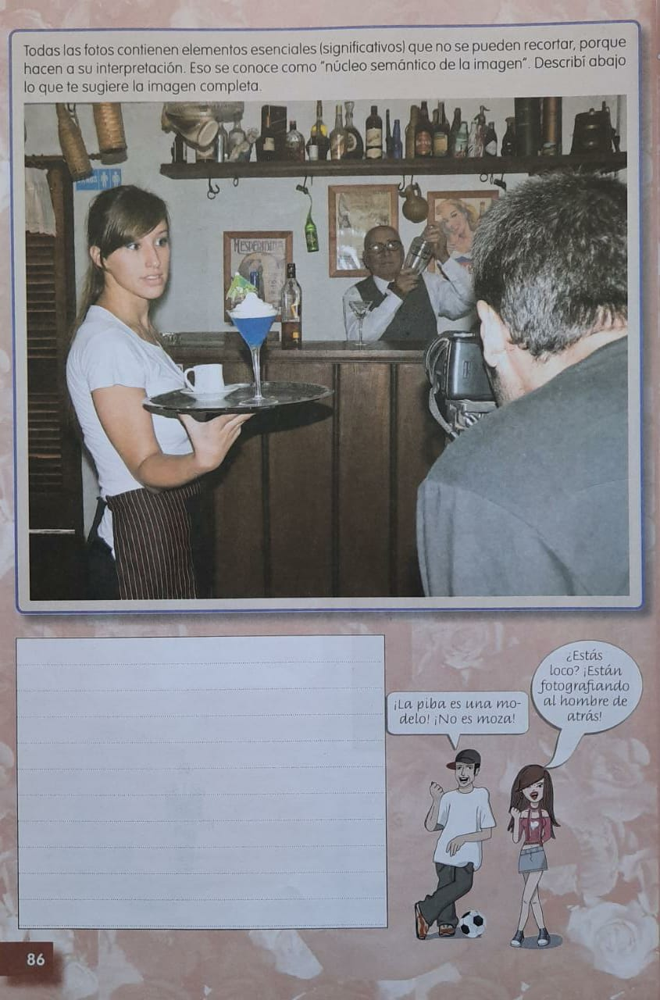 Todas las fotos contienen elementos esenciales (significativos) que no se pueden recortar, porque
hacen a su interpretación. Eso se conoce como "núcleo semántico de la imagen". Describí abajo
lo que te sugiere la imagen completa.
HESPERIDINA
¿Estás
loco? ¡Están
fotografiando
al hombre de
atrás!
¡La piba es una mo-
delo! ¡No es moza!
86